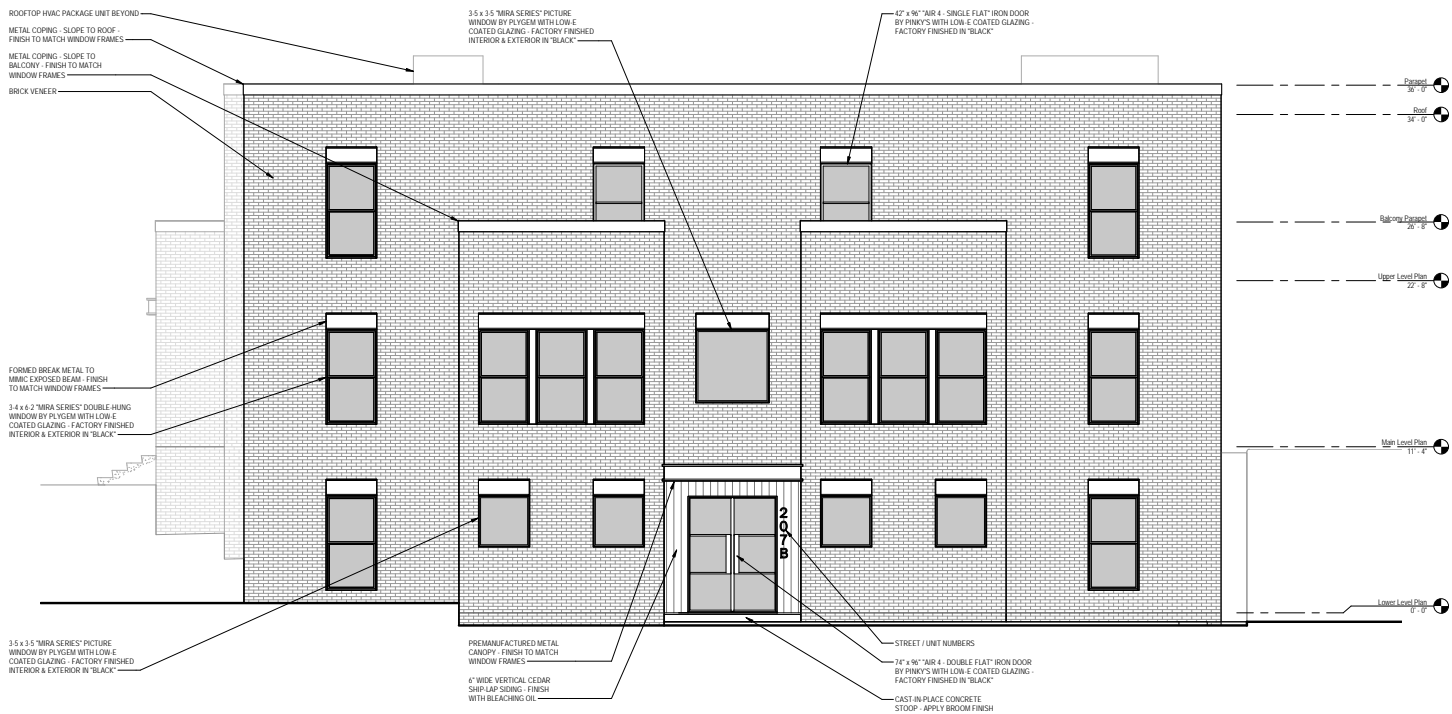 ROOFTOP HVAC PACKAGE UNIT BEYOND
METAL COPING - SLOPE TO ROOF -
FINISH TO MATCH WINDOW FRAMES
METAL COPING - SLOPE TO
BALCONY - FINISH TO MATCH
WINDOW FRAMES
BRICK VENEER
3-5 x 3-5 "MIRA SERIES" PICTURE
WINDOW BY PLYGEM WITH LOW-E
COATED GLAZING - FACTORY FINISHED
INTERIOR & EXTERIOR IN "BLACK"
42" x 96" "AIR 4 - SINGLE FLAT" IRON DOOR
BY PINKY'S WITH LOW-E COATED GLAZING -
FACTORY FINISHED IN "BLACK"
Parapet
36' - 0"
Roof
34' - 0"
Balcony Parapet
26' - 8"
Upper Level Plan
22' - 8"
Main Level Plan
11' - 4"
Lower Level Plan
0' - 0"
FORMED BREAK METAL TO
MIMIC EXPOSED BEAM - FINISH
TO MATCH WINDOW FRAMES
3-4 x 6-2 "MIRA SERIES" DOUBLE-HUNG
WINDOW BY PLYGEM WITH LOW-E
COATED GLAZING - FACTORY FINISHED
INTERIOR & EXTERIOR IN "BLACK"
207B
3-5 x 3-5 "MIRA SERIES" PICTURE
WINDOW BY PLYGEM WITH LOW-E
COATED GLAZING - FACTORY FINISHED
INTERIOR & EXTERIOR IN "BLACK"
PREMANUFACTURED METAL
CANOPY - FINISH TO MATCH
WINDOW FRAMES
6" WIDE VERTICAL CEDAR
SHIP-LAP SIDING - FINISH
WITH BLEACHING OIL
STREET / UNIT NUMBERS
74" x 96" "AIR 4 - DOUBLE FLAT" IRON DOOR
BY PINKY'S WITH LOW-E COATED GLAZING -
FACTORY FINISHED IN "BLACK"
CAST-IN-PLACE CONCRETE
STOOP - APPLY BROOM FINISH